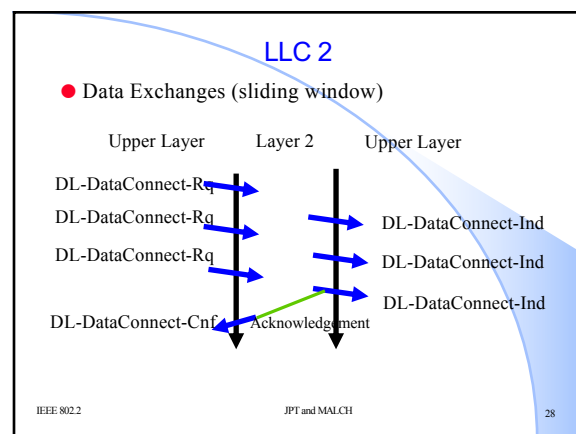 LLC 2
Data Exchanges (sliding window)
Upper Layer Layer 2 Upper Layer
DL-DataConnect-Rq
DL-DataConnect-Rq
DL-DataConnect-Ind
DL-DataConnect-Rq
DL-DataConnect-Ind
DL-DataConnect-Ind
DL-DataConnect-Cnf Acknowledgement
IEEE 802.2 JPT and MALCH 28